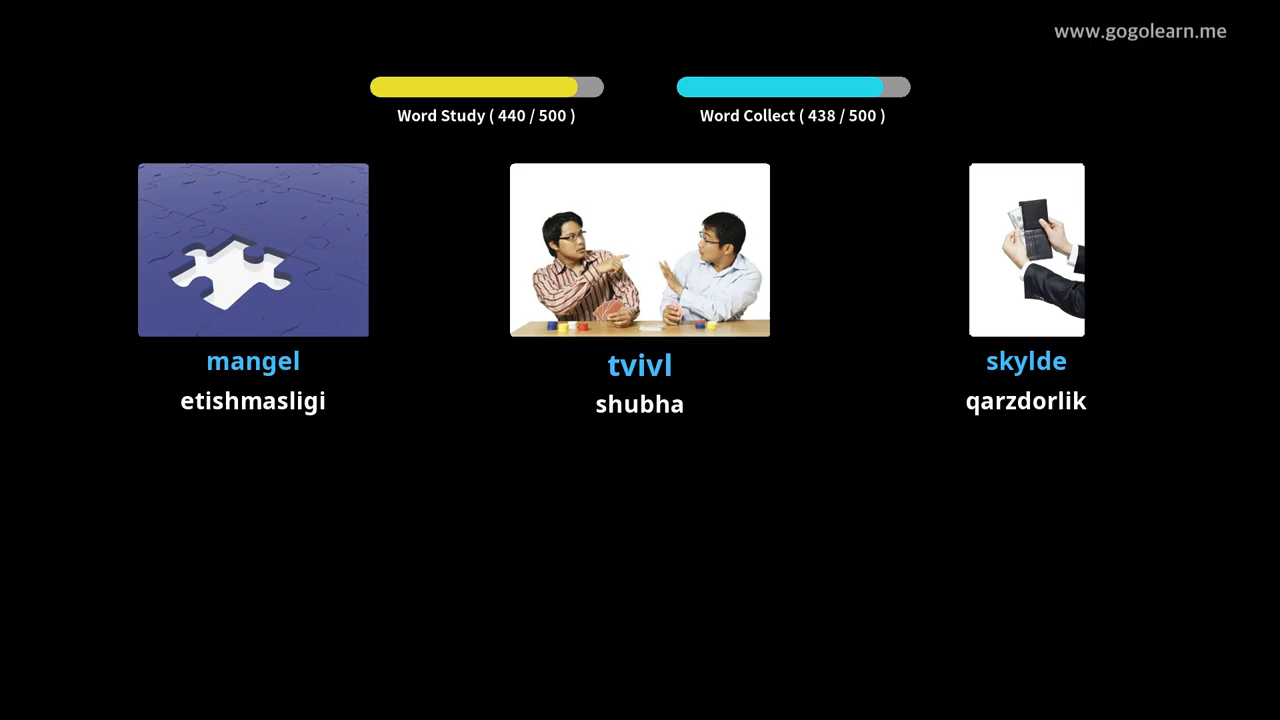 www.gogolearn.me
Word Study ( 440 / 500 )
Word Collect ( 438 / 500 )
mangel
tvivl
skylde
etishmasligi
shubha
qarzdorlik